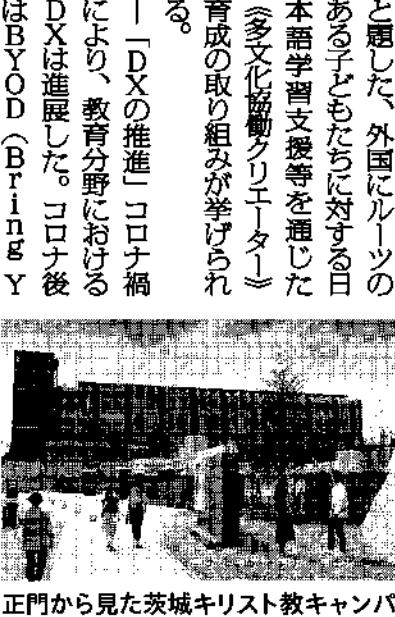 と題した、外国にルーツの
ある子どもたちに対する日
本語学習支援等を通じた
《多文化協働クリエーター》
育成の取り組みが挙げられ
る。
―「DXの推進」コロナ禍
により、教育分野における
DXは進展した。コロナ後
はBYOD（Bring Y
正門から見た茨城キリスト教キャンパ